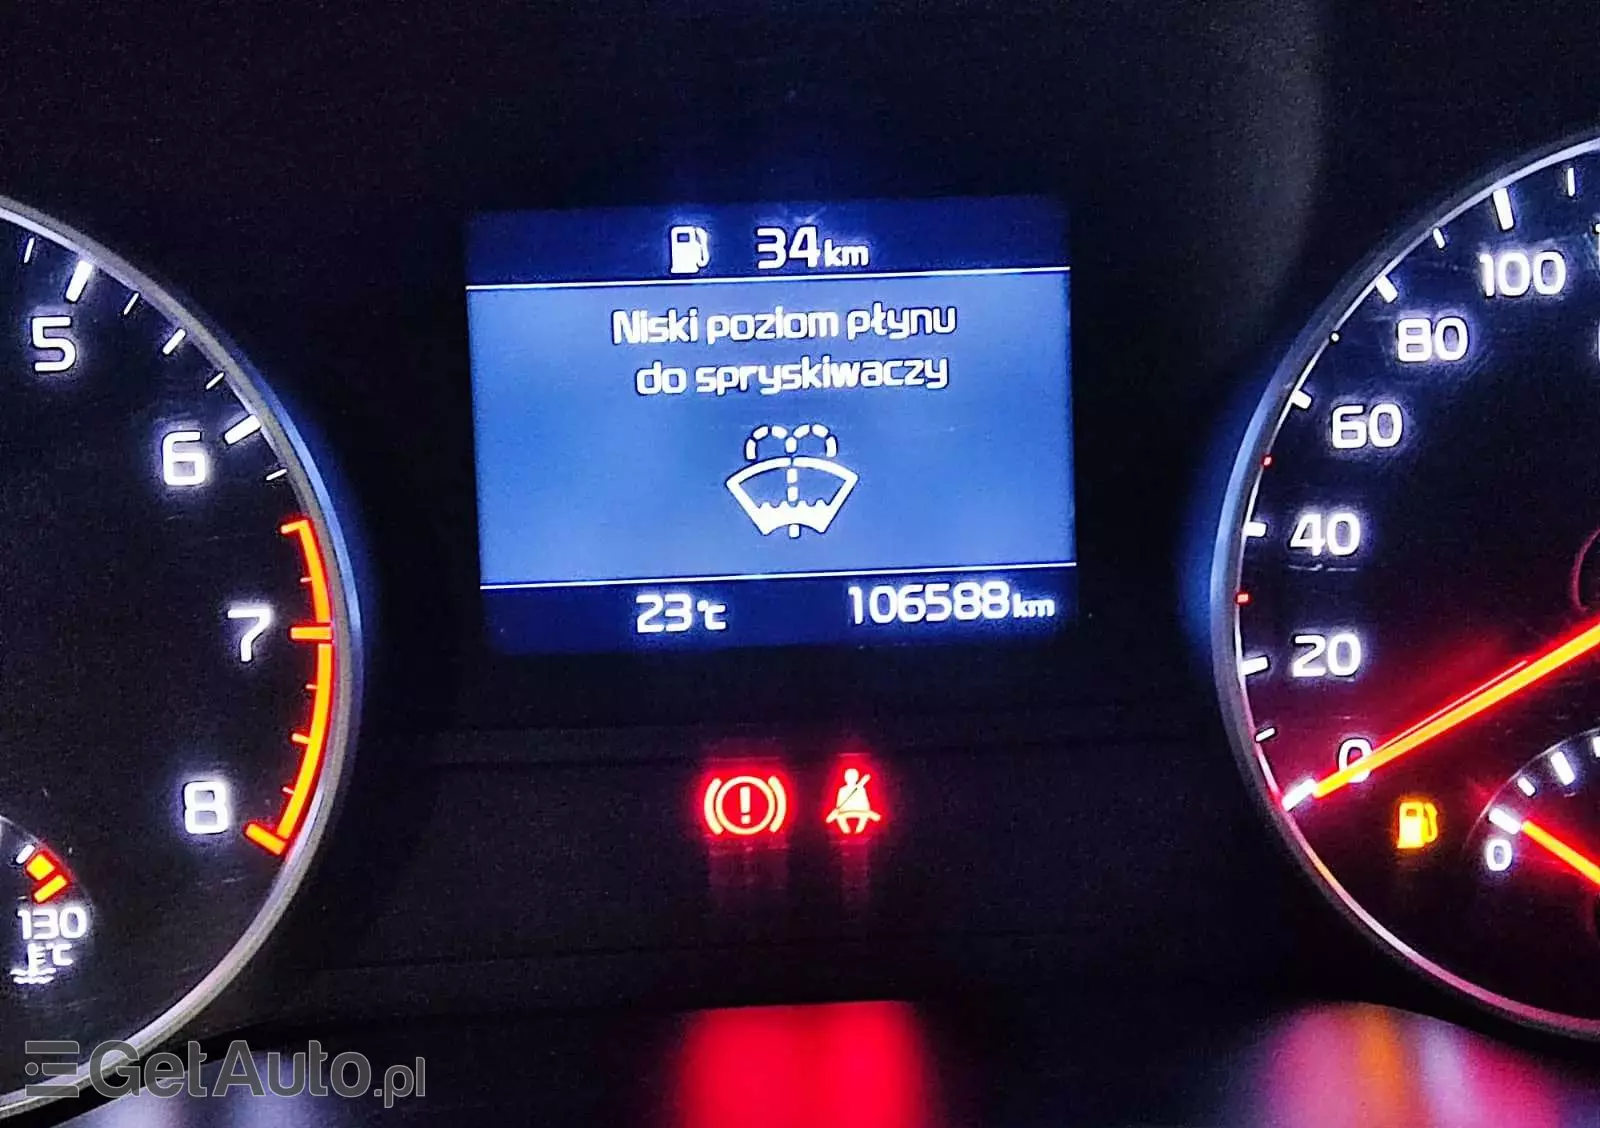 34km
Niski poziom płynu
do spryskiwaczy
23°C
106588km
5
6
7
8
130
°C
100
80
60
40
20
0
0
GetAuto.pl